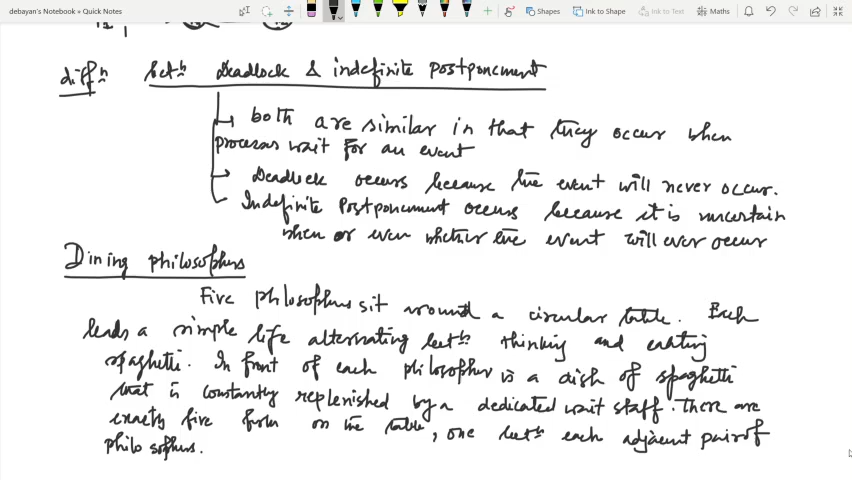 debayan's Notebook » Quick Notes
Shapes
Ink to Shape
Ink to Text
Maths
diffⁿ betⁿ Deadlock & indefinite postponement
both are similar in that they occur when
process wait for an event
Deadlock occurs because the event will never occur.
Indefinite Postponement occurs because it is uncertain
when or even whether the event will ever occur
Dining philosophers
Five philosophers sit around a circular table. Each
leads a simple life alternating betⁿ thinking and eating
spaghetti. In front of each philosopher is a dish of spaghetti
that is constantly replenished by a dedicated wait staff. There are
exactly five forks on the table, one betⁿ each adjacent pair of
philosophers.